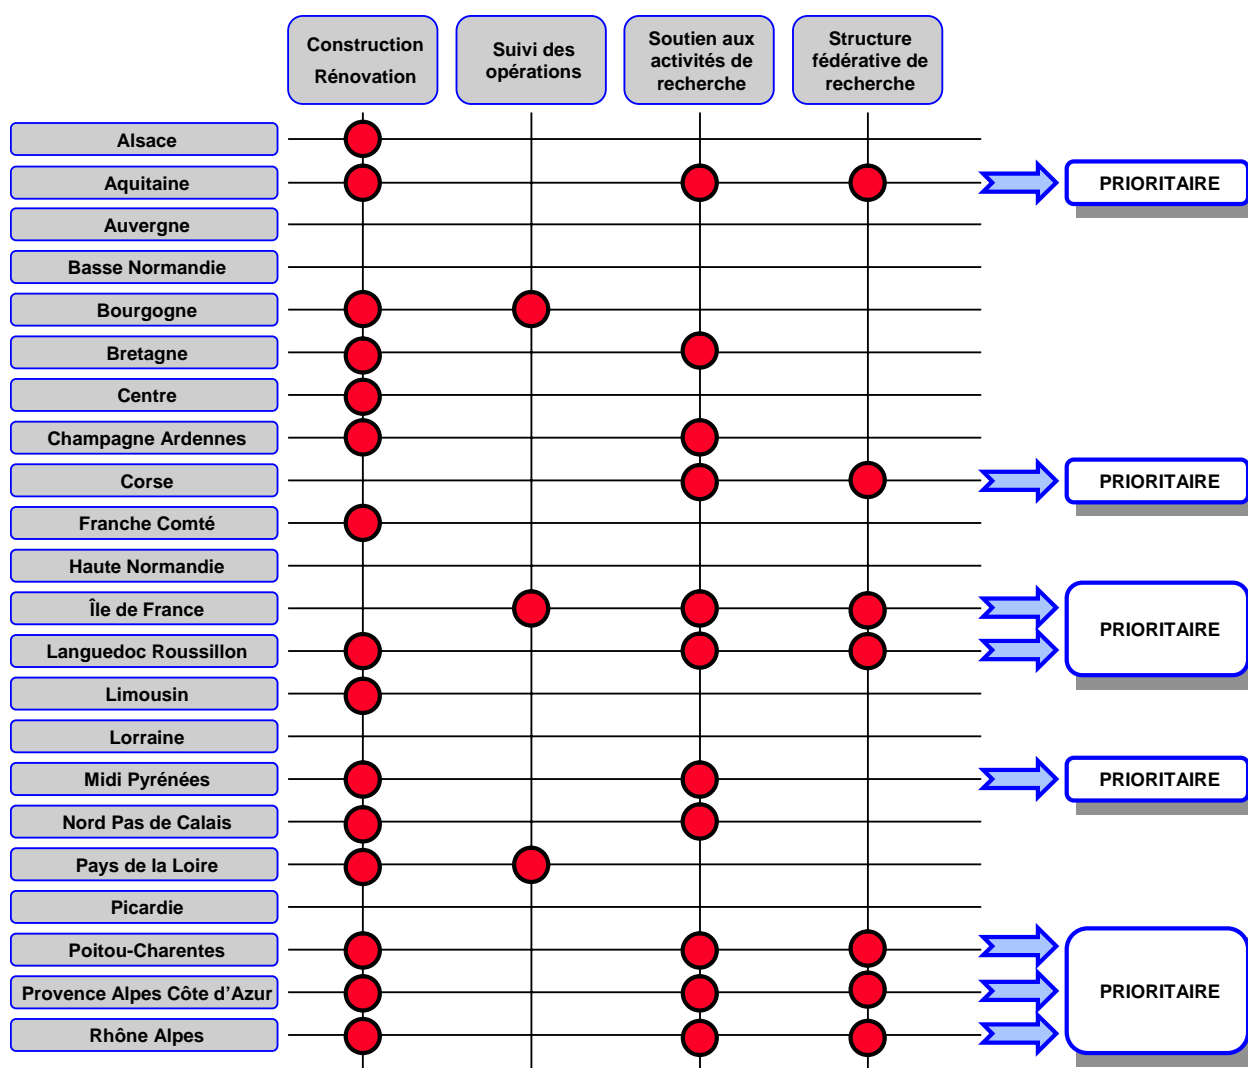 Construction
Rénovation
Suivi des
opérations
Soutien aux
activités de
recherche
Structure
fédérative de
recherche
Alsace
Aquitaine
PRIORITAIRE
Auvergne
Basse Normandie
Bourgogne
Bretagne
Centre
Champagne Ardennes
Corse
PRIORITAIRE
Franche Comté
Haute Normandie
Île de France
PRIORITAIRE
Languedoc Roussillon
Limousin
Lorraine
Midi Pyrénées
PRIORITAIRE
Nord Pas de Calais
Pays de la Loire
Picardie
Poitou-Charentes
Provence Alpes Côte d’Azur
PRIORITAIRE
Rhône Alpes